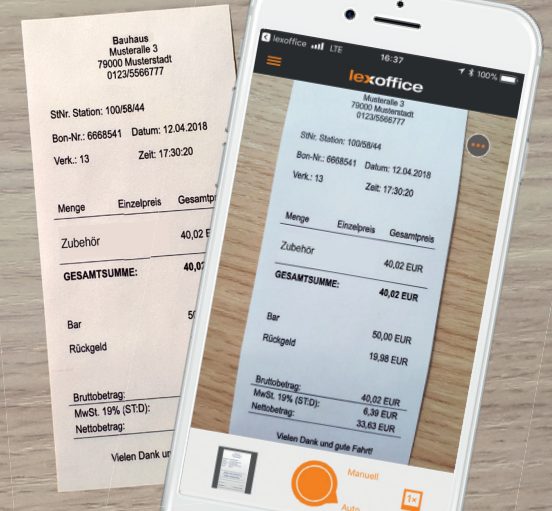 Bauhaus
Musteralle 3
79000 Musterstadt
0123/5566777
StNr. Station: 100/58/44
Bon-Nr.: 6668541 Datum: 12.04.2018
Verk.: 13 Zeit: 17:30:20
Menge Einzelpreis Gesamtp
Zubehör 40,02 E
GESAMTSUMME: 40,02
Bar 50
Rückgeld
Bruttobetrag:
MwSt. 19% (ST:D):
Nettobetrag:
Vielen Dank un
lexoffice LTE 16:37 100%
lexoffice
Musteralle 3
79000 Musterstadt
0123/5566777
StNr. Station: 100/58/44
Bon-Nr.: 6668541 Datum: 12.04.2018
Verk.: 13 Zeit: 17:30:20
Menge Einzelpreis Gesamtpreis
Zubehör 40,02 EUR
GESAMTSUMME: 40,02 EUR
Bar 50,00 EUR
Rückgeld 19,98 EUR
Bruttobetrag: 40,02 EUR
MwSt. 19% (ST:D): 6,39 EUR
Nettobetrag: 33,63 EUR
Vielen Dank und gute Fahrt!
Manuell
Auto
1x